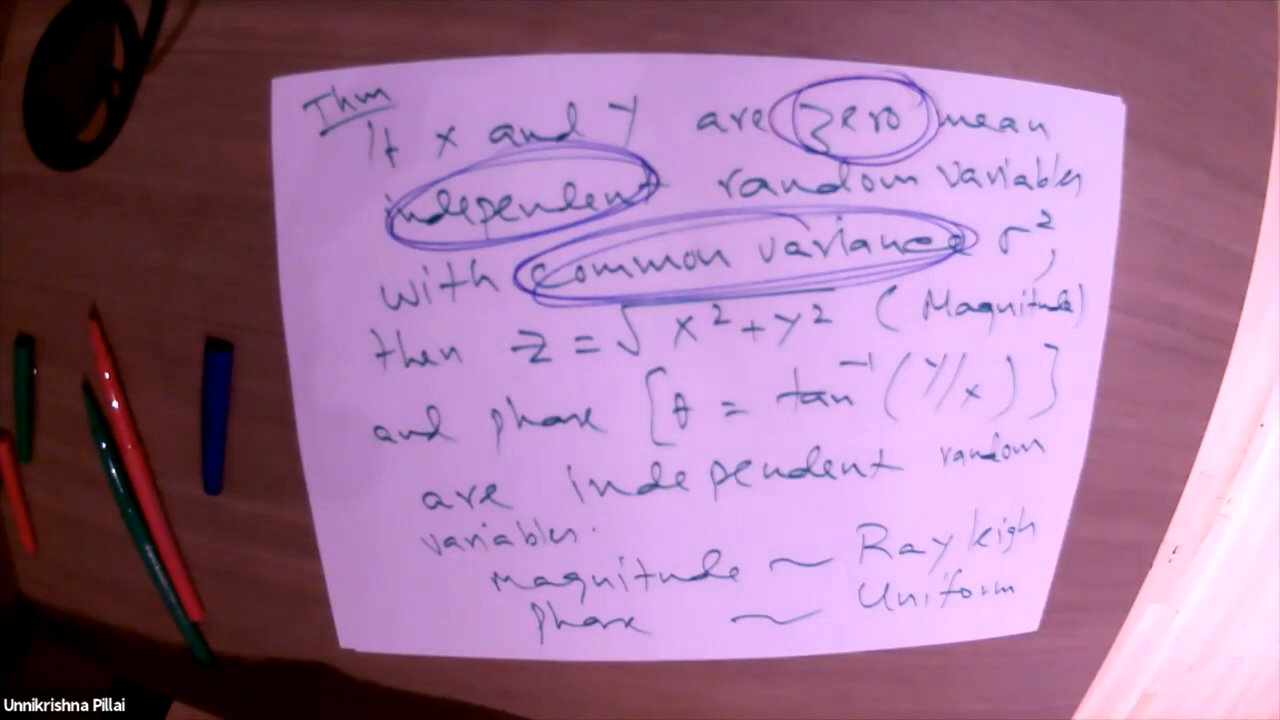 Thm
If x and y are zero mean
independent random variables
with common variance σ²,
then z = √x²+y² (Magnitude)
and phase [θ = tan⁻¹(y/x)]
are independent random
variables.
magnitude ~ Rayleigh
phase ~ Uniform
Unnikrishna Pillai